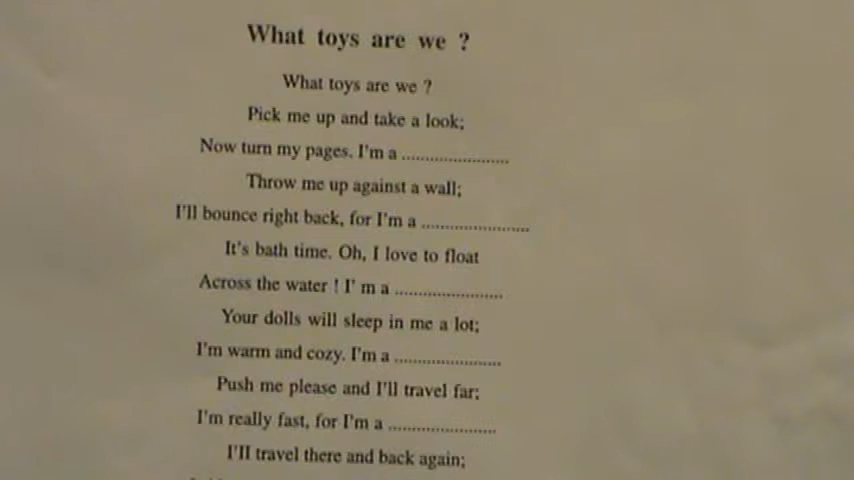 What toys are we ?
What toys are we ?
Pick me up and take a look;
Now turn my pages. I'm a ........................
Throw me up against a wall;
I'll bounce right back, for I'm a ........................
It's bath time. Oh, I love to float
Across the water ! I' m a ........................
Your dolls will sleep in me a lot;
I'm warm and cozy. I'm a ........................
Push me please and I'll travel far;
I'm really fast, for I'm a ........................
I'll travel there and back again;